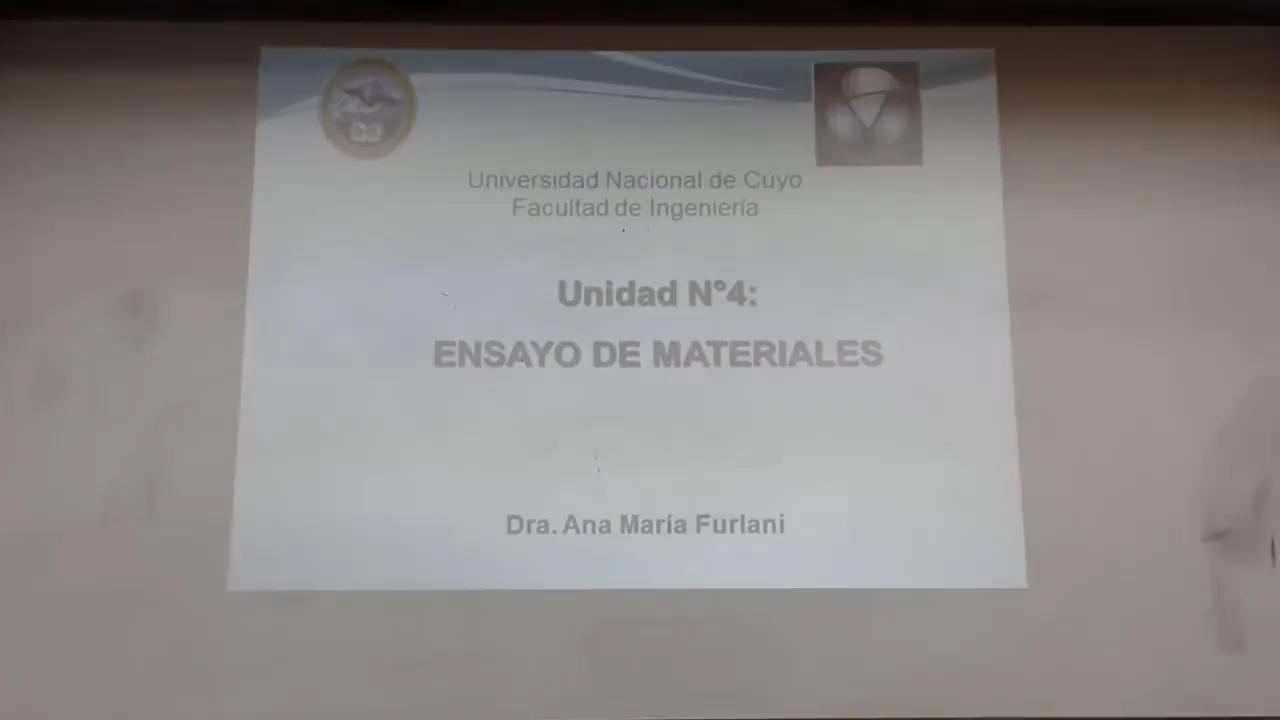 Universidad Nacional de Cuyo
Facultad de Ingeniería
Unidad N°4:
ENSAYO DE MATERIALES
Dra. Ana María Furlani